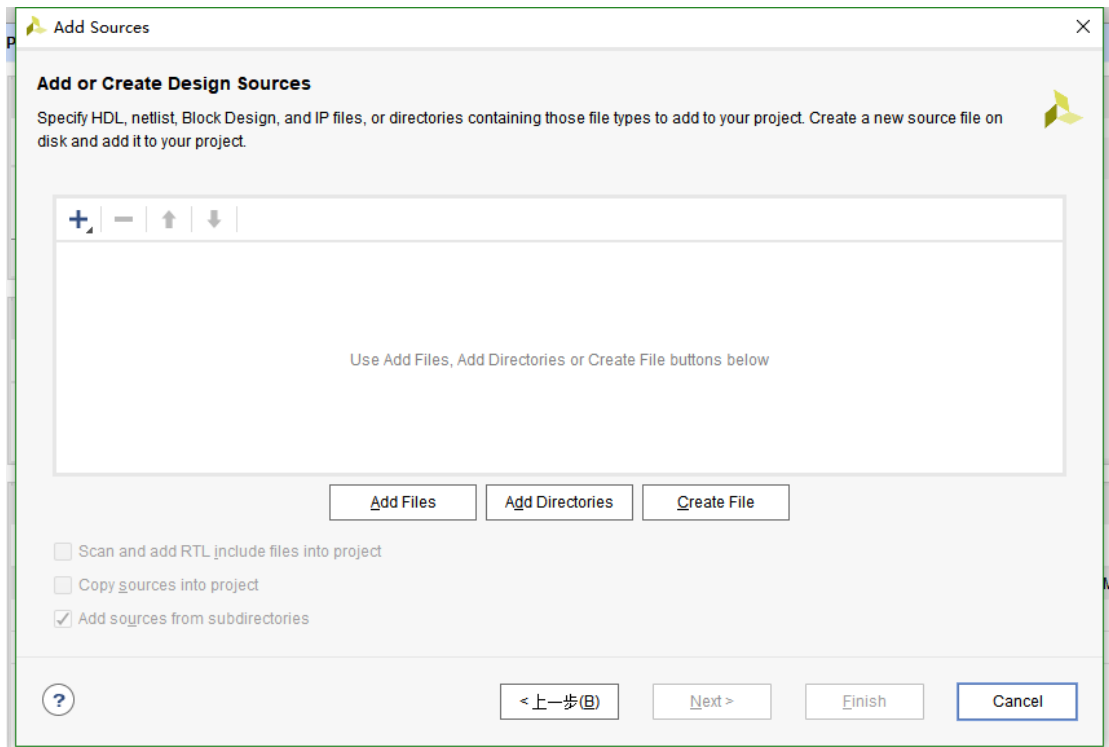 Add Sources
P
Add or Create Design Sources
Specify HDL, netlist, Block Design, and IP files, or directories containing those file types to add to your project. Create a new source file on
disk and add it to your project.
Use Add Files, Add Directories or Create File buttons below
Add Files
Add Directories
Create File
Scan and add RTL include files into project
Copy sources into project
M
Add sources from subdirectories
?
<上一步(B)
Next >
Finish
Cancel